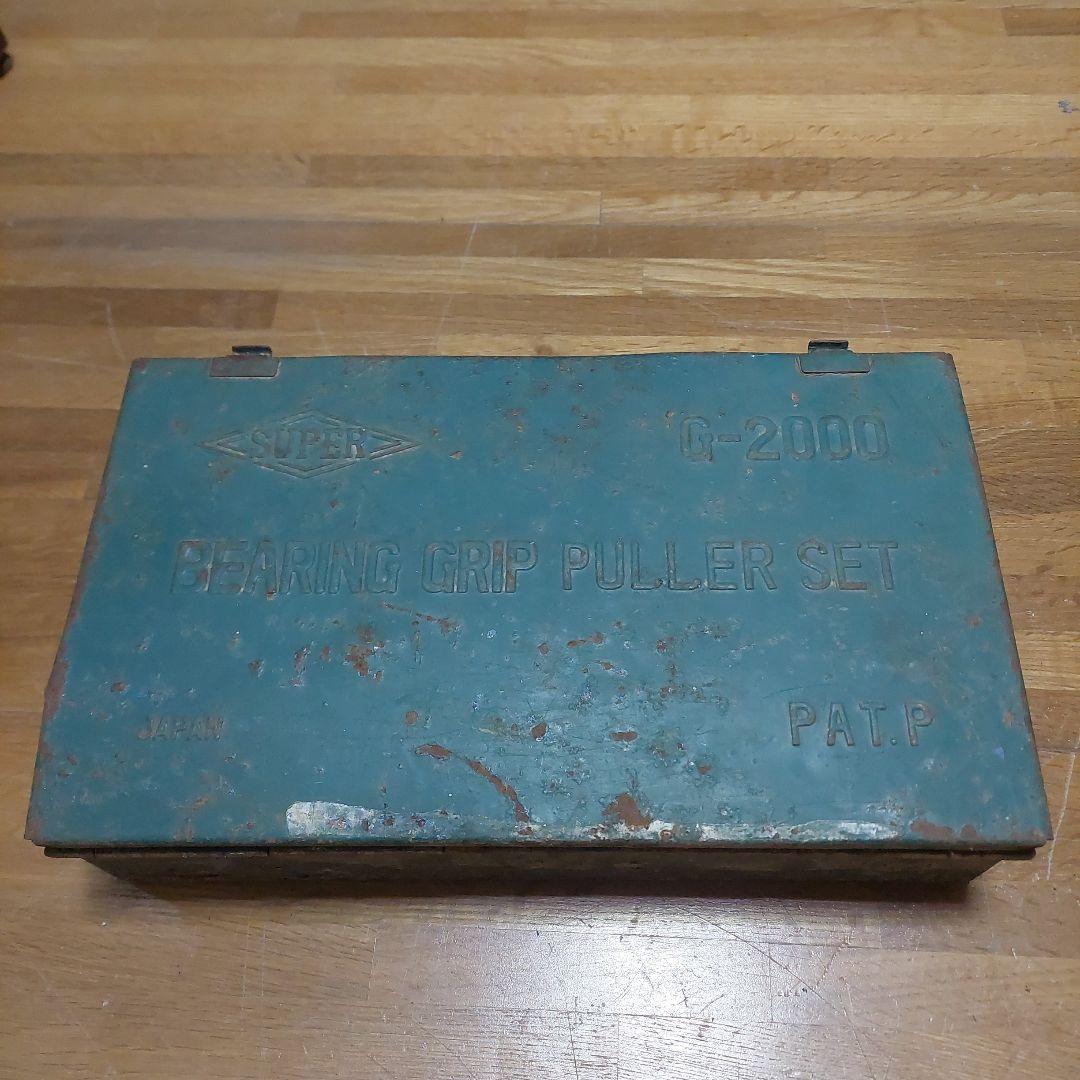 SUPER
G-2000
BEARING GRIP PULLER SET
JAPAN
PAT.P